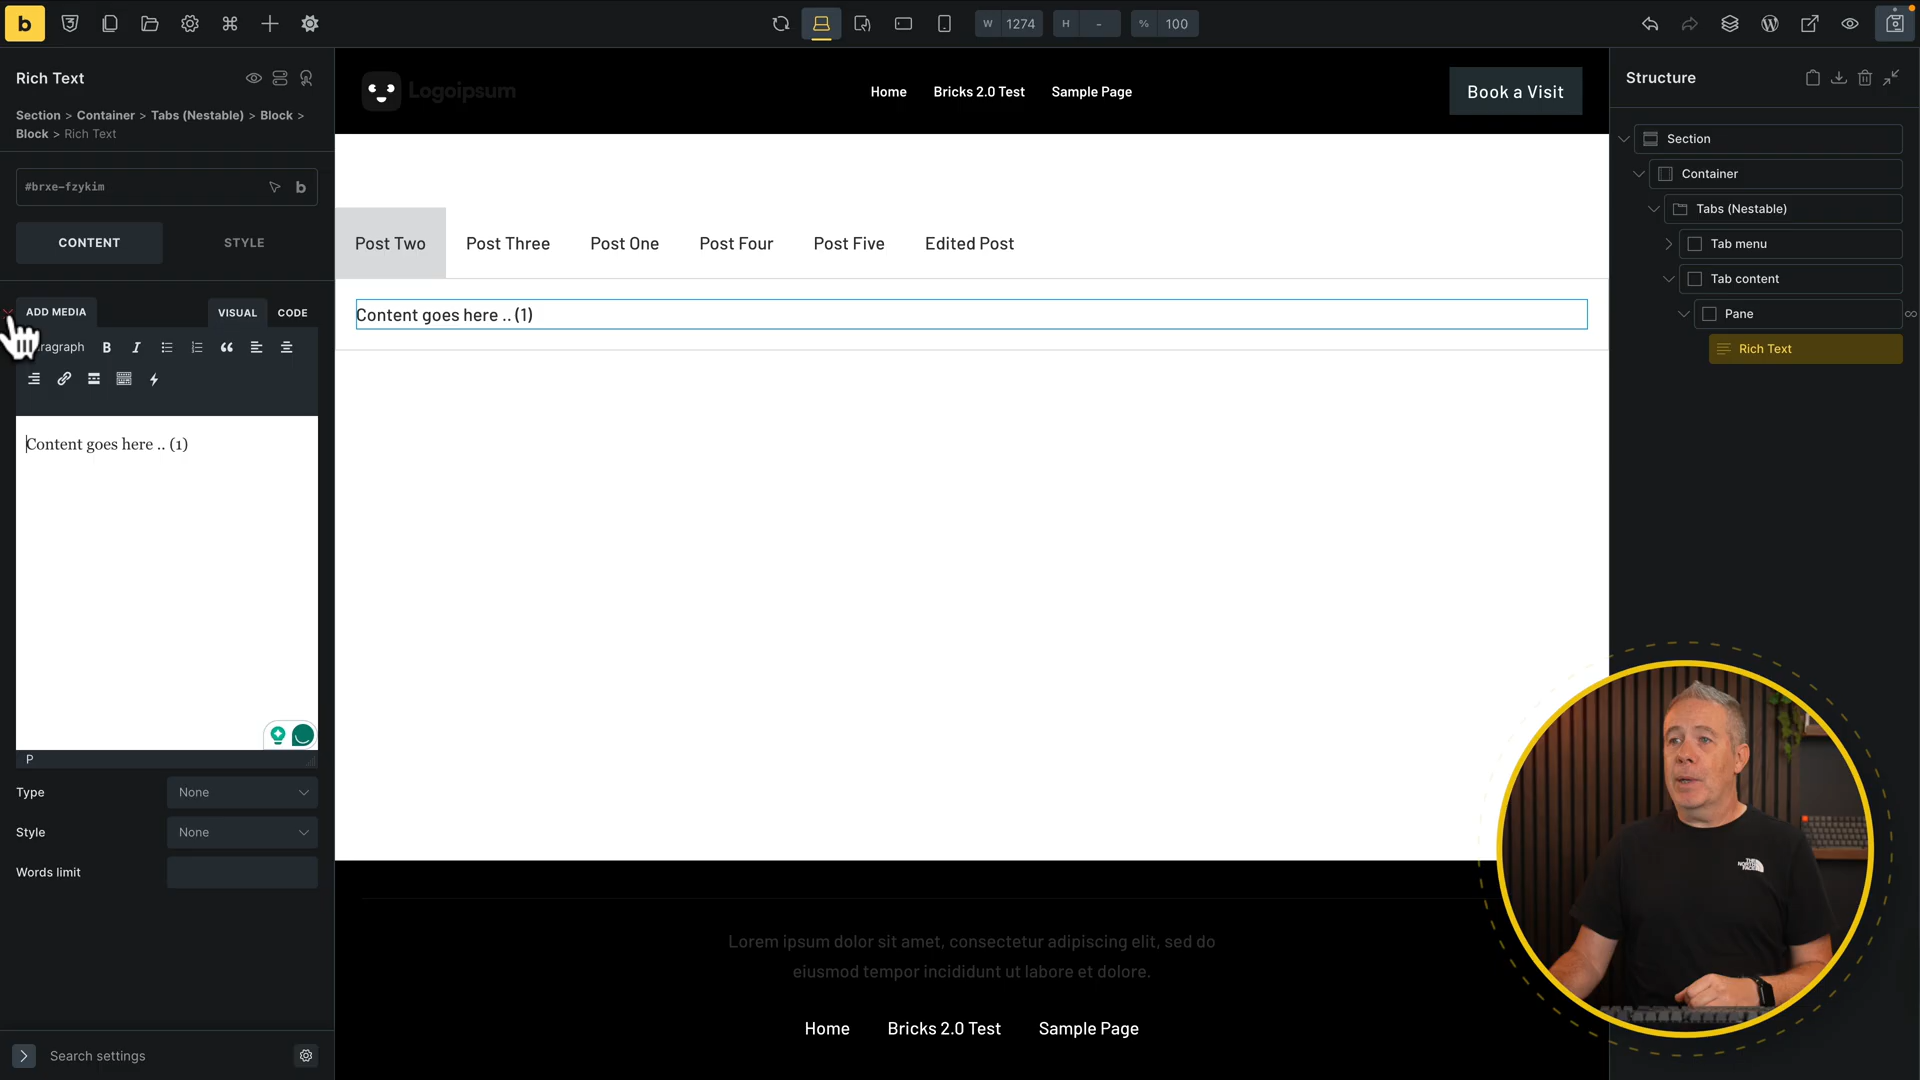 b
W 1274
H -
% 100
Rich Text
Section > Container > Tabs (Nestable) > Block >
Block > Rich Text
#brxe-fzykim
b
CONTENT
STYLE
ADD MEDIA
VISUAL
CODE
ragraph
B
I
Content goes here .. (1)
P
Type
None
Style
None
Words limit
Search settings
Logoipsum
Home
Bricks 2.0 Test
Sample Page
Book a Visit
Post Two
Post Three
Post One
Post Four
Post Five
Edited Post
Content goes here .. (1)
Lorem ipsum dolor sit amet, consectetur adipiscing elit, sed do
eiusmod tempor incididunt ut labore et dolore.
Home
Bricks 2.0 Test
Sample Page
Structure
Section
Container
Tabs (Nestable)
Tab menu
Tab content
Pane
Rich Text
THE
NORTH
FACE